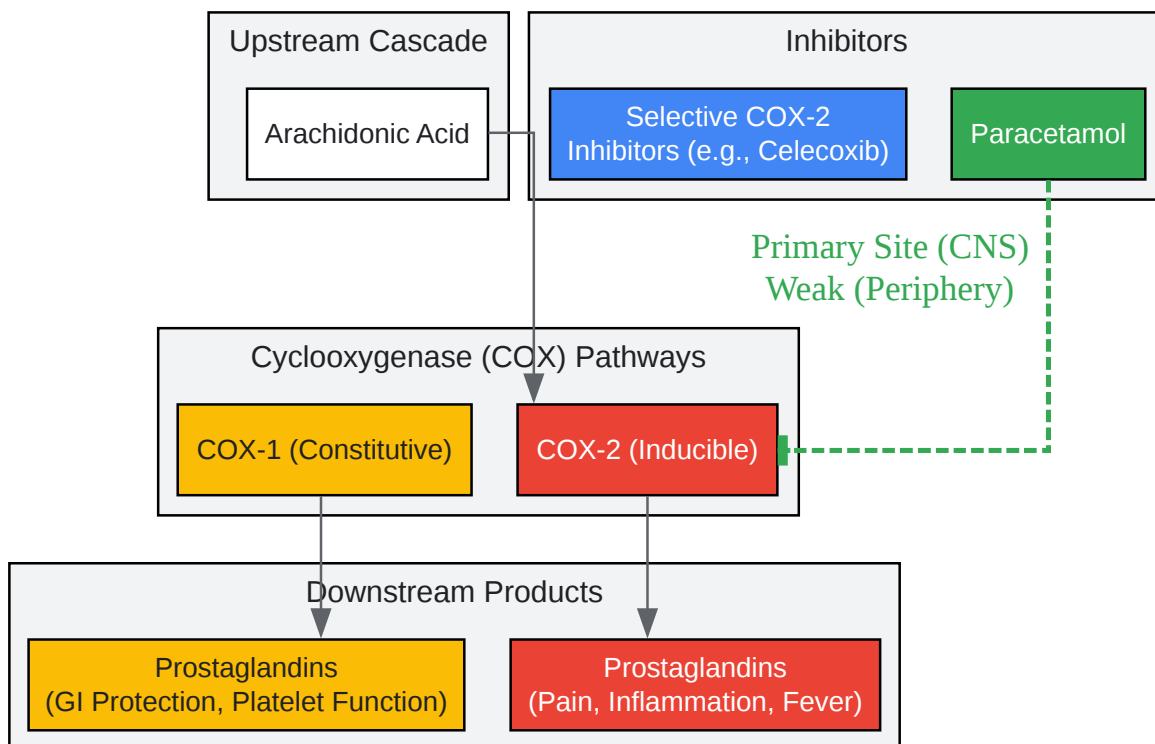 Upstream Cascade
Arachidonic Acid
Inhibitors
Selective COX-2
Inhibitors (e.g., Celecoxib)
Paracetamol
Primary Site (CNS)
Weak (Periphery)
Cyclooxygenase (COX) Pathways
COX-1 (Constitutive)
COX-2 (Inducible)
Downstream Products
Prostaglandins
(GI Protection, Platelet Function)
Prostaglandins
(Pain, Inflammation, Fever)